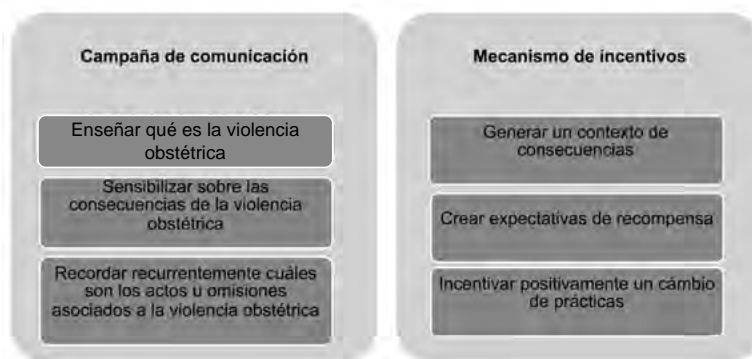 Campaña de comunicación
Enseñar qué es la violencia
obstétrica
Sensibilizar sobre las
consecuencias de la violencia
obstétrica
Recordar recurrentemente cuáles
son los actos u omisiones
asociados a la violencia obstétrica
Mecanismo de incentivos
Generar un contexto de
consecuencias
Crear expectativas de recompensa
Incentivar positivamente un cámbio
de prácticas